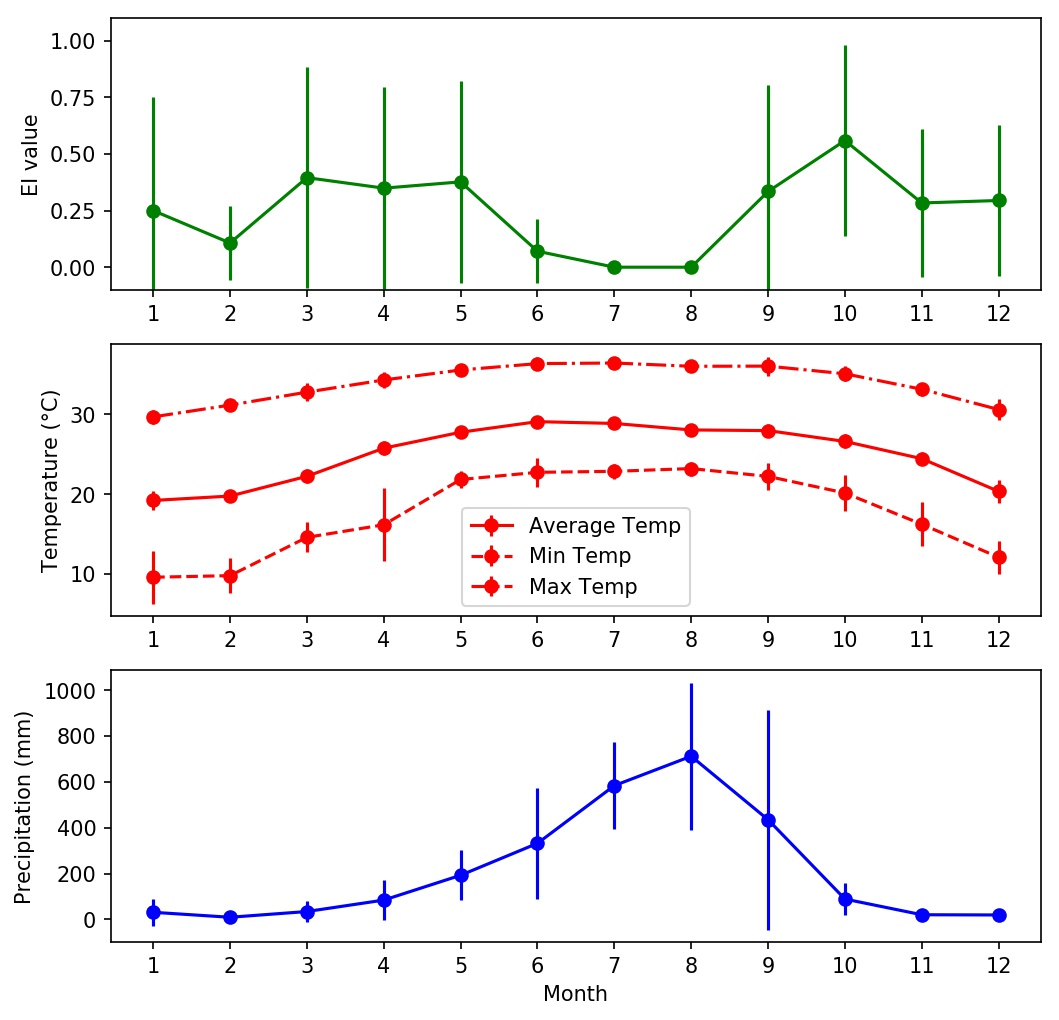 1.00
0.75
0.50
0.25
0.00
EI value
1 2 3 4 5 6 7 8 9 10 11 12
30
20
10
Temperature (°C)
Average Temp
Min Temp
Max Temp
1 2 3 4 5 6 7 8 9 10 11 12
1000
800
600
400
200
0
Precipitation (mm)
1 2 3 4 5 6 7 8 9 10 11 12
Month